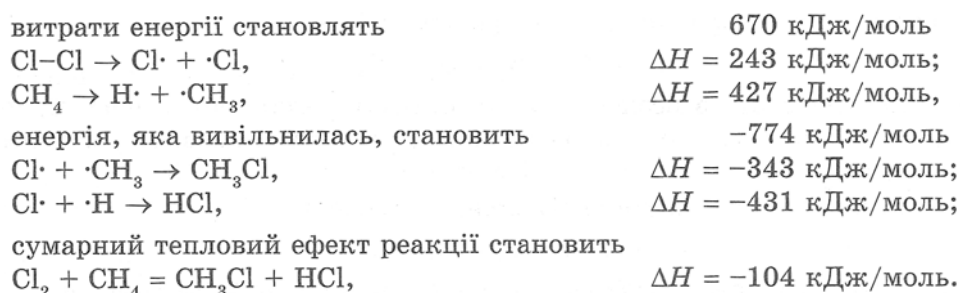 витрати енергії становлять 670 кДж/моль
Cl–Cl → Cl· + ·Cl, ΔH = 243 кДж/моль;
CH₄ → H· + ·CH₃, ΔH = 427 кДж/моль,
енергія, яка вивільнилась, становить –774 кДж/моль
Cl· + ·CH₃ → CH₃Cl, ΔH = –343 кДж/моль;
Cl· + ·H → HCl, ΔH = –431 кДж/моль;
сумарний тепловий ефект реакції становить
Cl₂ + CH₄ = CH₃Cl + HCl, ΔH = –104 кДж/моль.